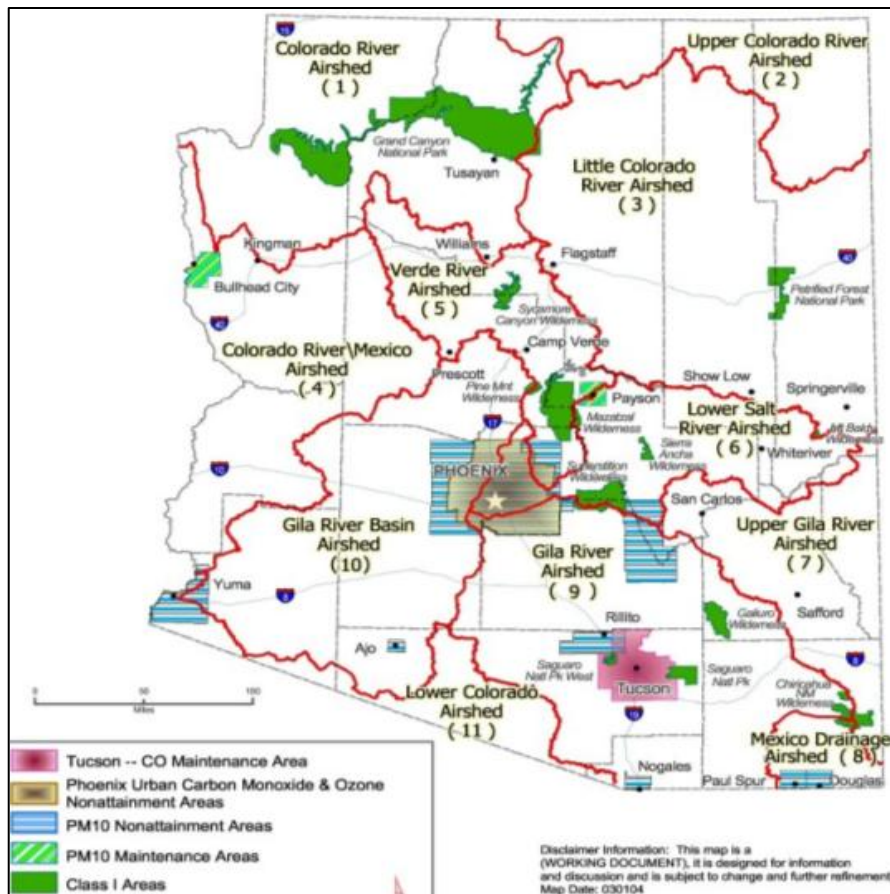 15
Colorado River
Airshed
( 1 )
Upper Colorado River
Airshed
( 2 )
Grand Canyon
National Park
Tusayan
Little Colorado
River Airshed
( 3 )
Kingman
Williams
Flagstaff
40
Bullhead City
Verde River
Airshed
( 5 )
Petrified Forest
National Park
Sycamore
Canyon Wilderness
Camp Verde
Colorado River\Mexico
Airshed
( 4 )
Prescott
Pine Mnt
Wilderness
Payson
Show Low
Springerville
Mazatzal
Wilderness
Lower Salt
River Airshed
( 6 )
Mt Baldy
Wilderness
17
Sierra
Ancha
Wilderness
Whiteriver
PHOENIX
Superstition
Wilderness
10
San Carlos
Gila River Basin
Airshed
(10)
Gila River
Airshed
( 9 )
Upper Gila River
Airshed
( 7 )
Yuma
8
Safford
Galiuro
Wilderness
Rillito
Ajo
Saguaro
Natl Pk West
Tucson
Saguaro
Natl Pk
Chiricahua
NM
Wilderness
0 50 100
Miles
Lower Colorado
Airshed
( 11 )
Mexico Drainage
Airshed ( 8 )
Nogales
Paul Spur
Douglas
Tucson -- CO Maintenance Area
Phoenix Urban Carbon Monoxide & Ozone
Nonattainment Areas
PM10 Nonattainment Areas
PM10 Maintenance Areas
Class I Areas
Disclaimer Information: This map is a
(WORKING DOCUMENT), it is designed for information
and discussion and is subject to change and further refinement
Map Date: 030104